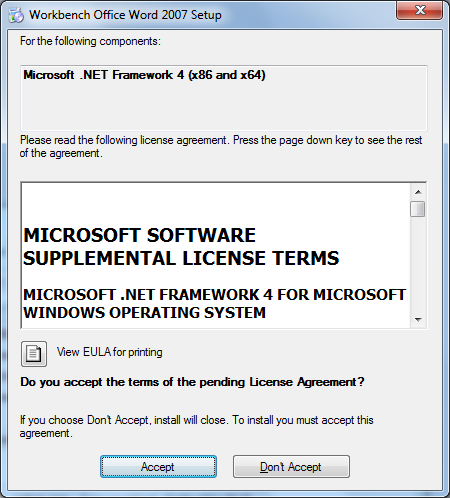 Workbench Office Word 2007 Setup
For the following components:
Microsoft .NET Framework 4 (x86 and x64)
Please read the following license agreement. Press the page down key to see the rest
of the agreement.
MICROSOFT SOFTWARE
SUPPLEMENTAL LICENSE TERMS
MICROSOFT .NET FRAMEWORK 4 FOR MICROSOFT
WINDOWS OPERATING SYSTEM
View EULA for printing
Do you accept the terms of the pending License Agreement?
If you choose Don't Accept, install will close. To install you must accept this
agreement.
Accept
Don't Accept